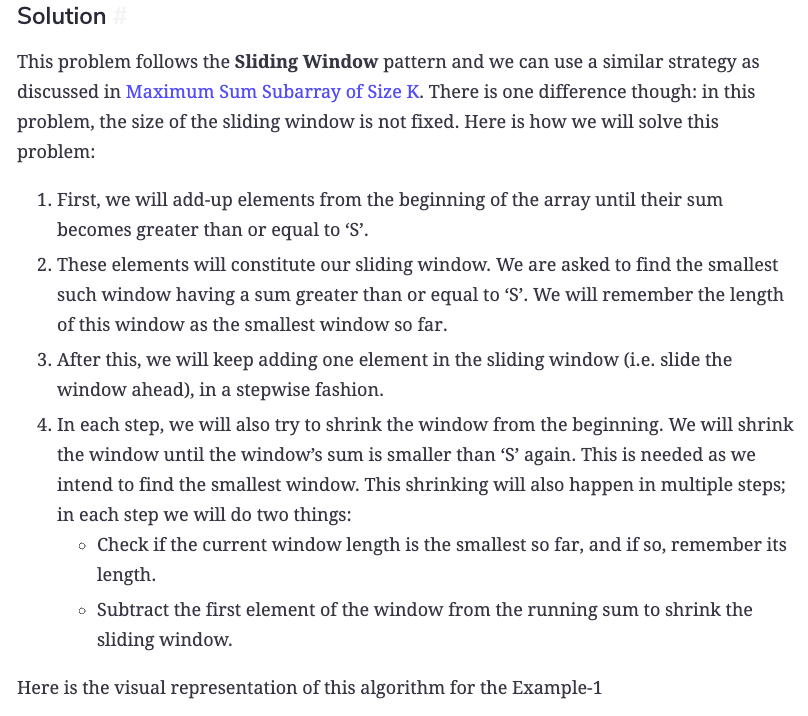 Solution #
This problem follows the Sliding Window pattern and we can use a similar strategy as
discussed in Maximum Sum Subarray of Size K. There is one difference though: in this
problem, the size of the sliding window is not fixed. Here is how we will solve this
problem:
1. First, we will add-up elements from the beginning of the array until their sum
becomes greater than or equal to ‘S’.
2. These elements will constitute our sliding window. We are asked to find the smallest
such window having a sum greater than or equal to ‘S’. We will remember the length
of this window as the smallest window so far.
3. After this, we will keep adding one element in the sliding window (i.e. slide the
window ahead), in a stepwise fashion.
4. In each step, we will also try to shrink the window from the beginning. We will shrink
the window until the window’s sum is smaller than ‘S’ again. This is needed as we
intend to find the smallest window. This shrinking will also happen in multiple steps;
in each step we will do two things:
◦ Check if the current window length is the smallest so far, and if so, remember its
length.
◦ Subtract the first element of the window from the running sum to shrink the
sliding window.
Here is the visual representation of this algorithm for the Example-1